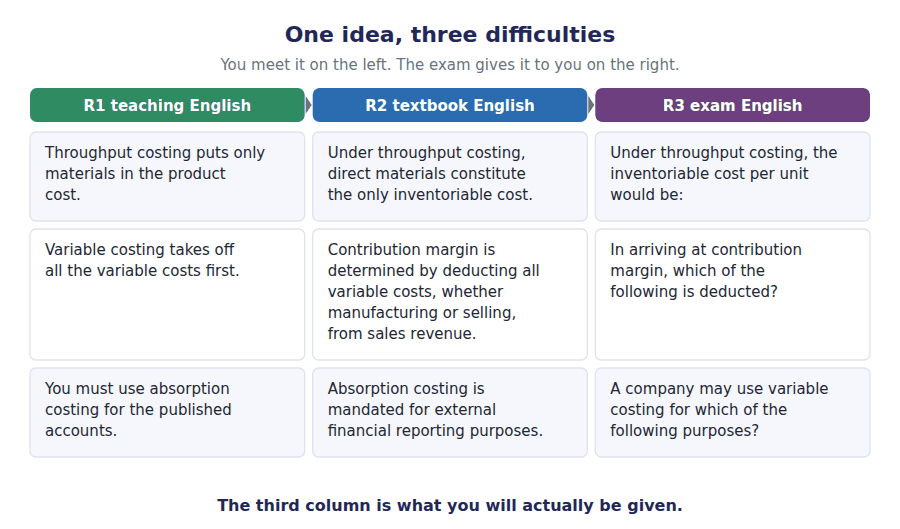 One idea, three difficulties
You meet it on the left. The exam gives it to you on the right.
R1 teaching English
R2 textbook English
R3 exam English
Throughput costing puts only
materials in the product
cost.
Under throughput costing,
direct materials constitute
the only inventoriable cost.
Under throughput costing, the
inventoriable cost per unit
would be:
Variable costing takes off
all the variable costs first.
Contribution margin is
determined by deducting all
variable costs, whether
manufacturing or selling,
from sales revenue.
In arriving at contribution
margin, which of the
following is deducted?
You must use absorption
costing for the published
accounts.
Absorption costing is
mandated for external
financial reporting purposes.
A company may use variable
costing for which of the
following purposes?
The third column is what you will actually be given.